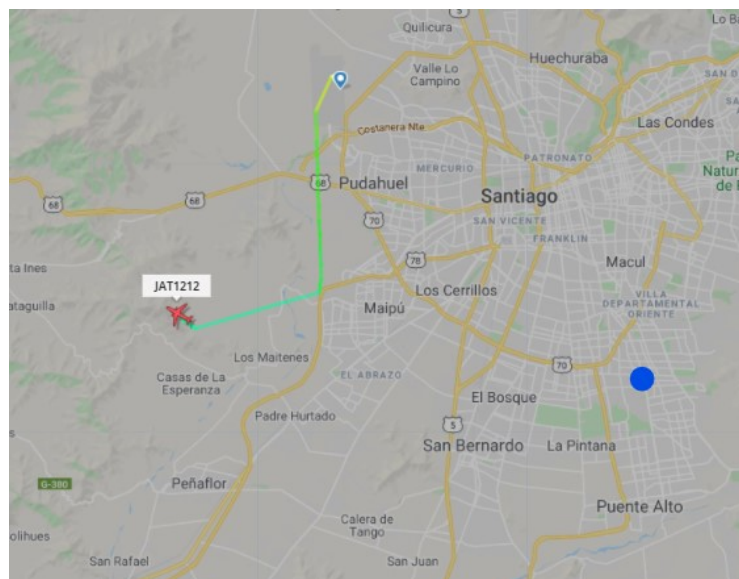 5
Lo Ba
Quilicura
Huechuraba
Valle Lo
Campino
SAN D
Costanera Nte
Las Condes
PATRONATO
Pa
Natur
de F
MERCURIO
68
Pudahuel
Santiago
68
68
70
SAN VICENTE
FRANKLIN
78
Macul
ta Ines
JAT1212
Los Cerrillos
VILLA
DEPARTAMENTAL
ORIENTE
ataguilla
Maipú
Los Maitenes
70
Casas de La
Esperanza
EL ABRAZO
El Bosque
Padre Hurtado
5
San Bernardo
La Pintana
G-380
Peñaflor
Puente Alto
Calera de
Tango
olihues
San Rafael
San Juan